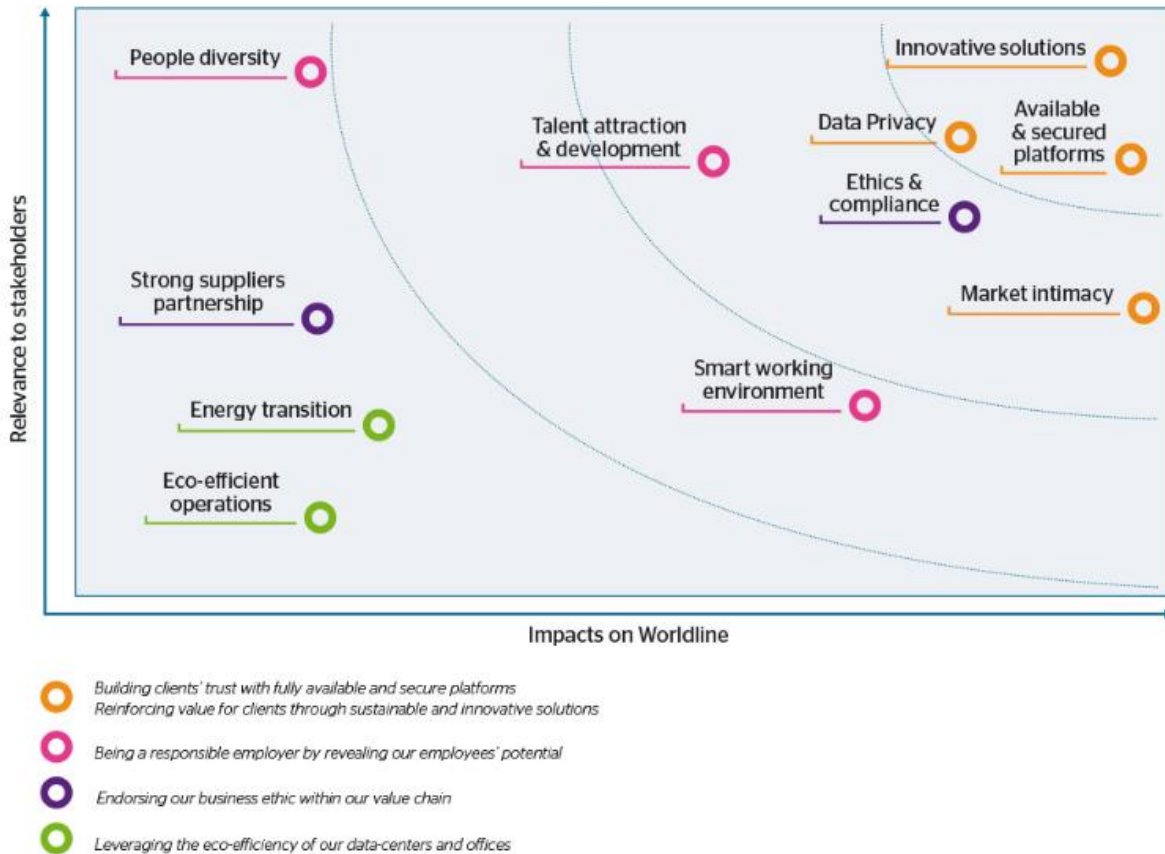 People diversity
Innovative solutions
Talent attraction
& development
Data Privacy
Available
& secured
platforms
Ethics &
compliance
Strong suppliers
partnership
Market intimacy
Smart working
environment
Energy transition
Eco-efficient
operations
Relevance to stakeholders
Impacts on Worldline
Building clients' trust with fully available and secure platforms
Reinforcing value for clients through sustainable and innovative solutions
Being a responsible employer by revealing our employees' potential
Endorsing our business ethic within our value chain
Leveraging the eco-efficiency of our data-centers and offices